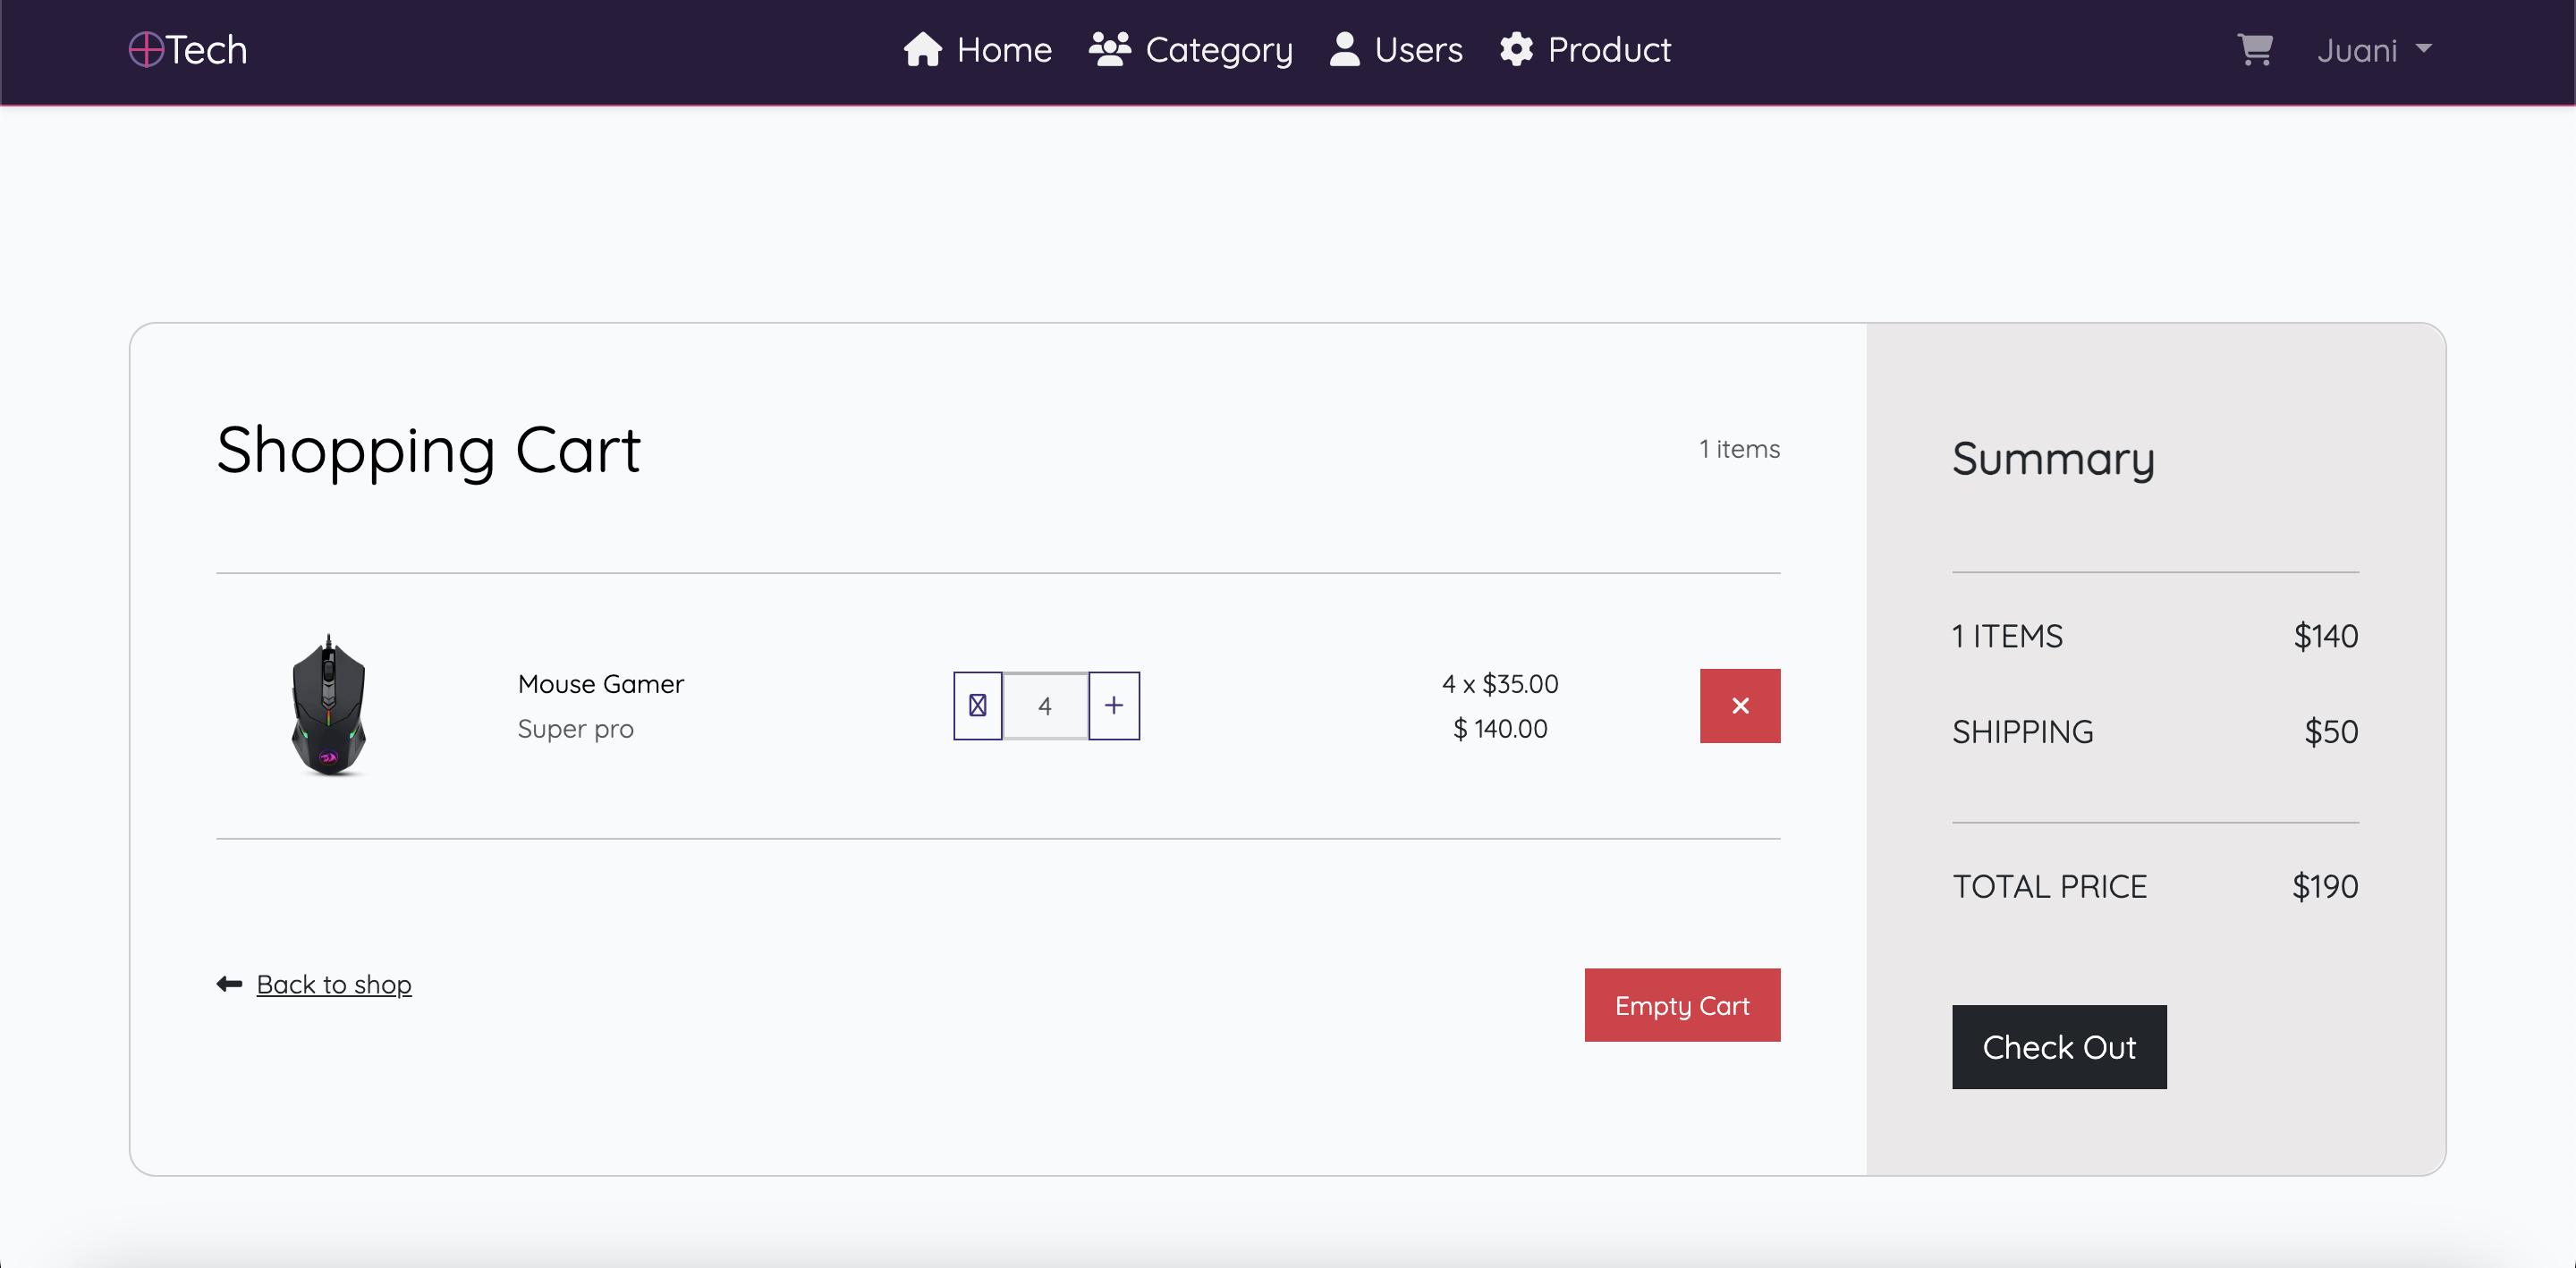 Tech
Home Category Users Product
Juani
Shopping Cart
1 items
Mouse Gamer
Super pro
4
+
4 x $35.00
$ 140.00
Back to shop
Empty Cart
Summary
1 ITEMS $140
SHIPPING $50
TOTAL PRICE $190
Check Out